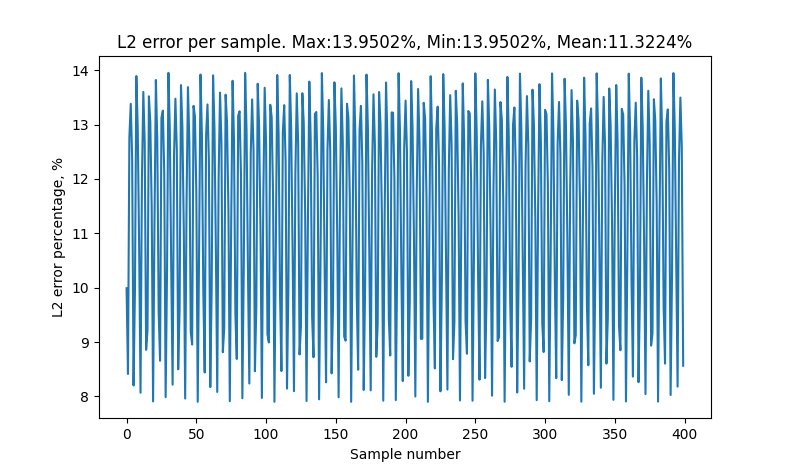 L2 error per sample. Max:13.9502%, Min:13.9502%, Mean:11.3224%
14
13
12
11
10
9
8
L2 error percentage, %
0 50 100 150 200 250 300 350 400
Sample number